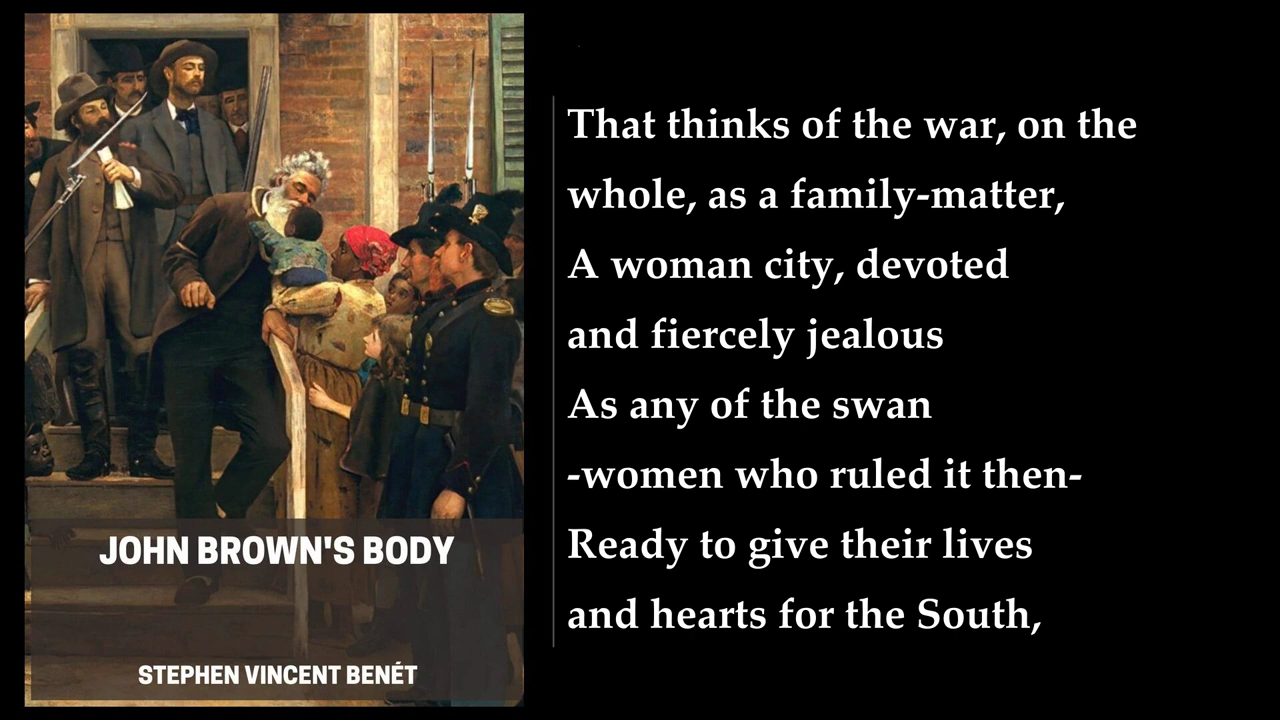 JOHN BROWN'S BODY
STEPHEN VINCENT BENÉT
That thinks of the war, on the
whole, as a family-matter,
A woman city, devoted
and fiercely jealous
As any of the swan
-women who ruled it then-
Ready to give their lives
and hearts for the South,